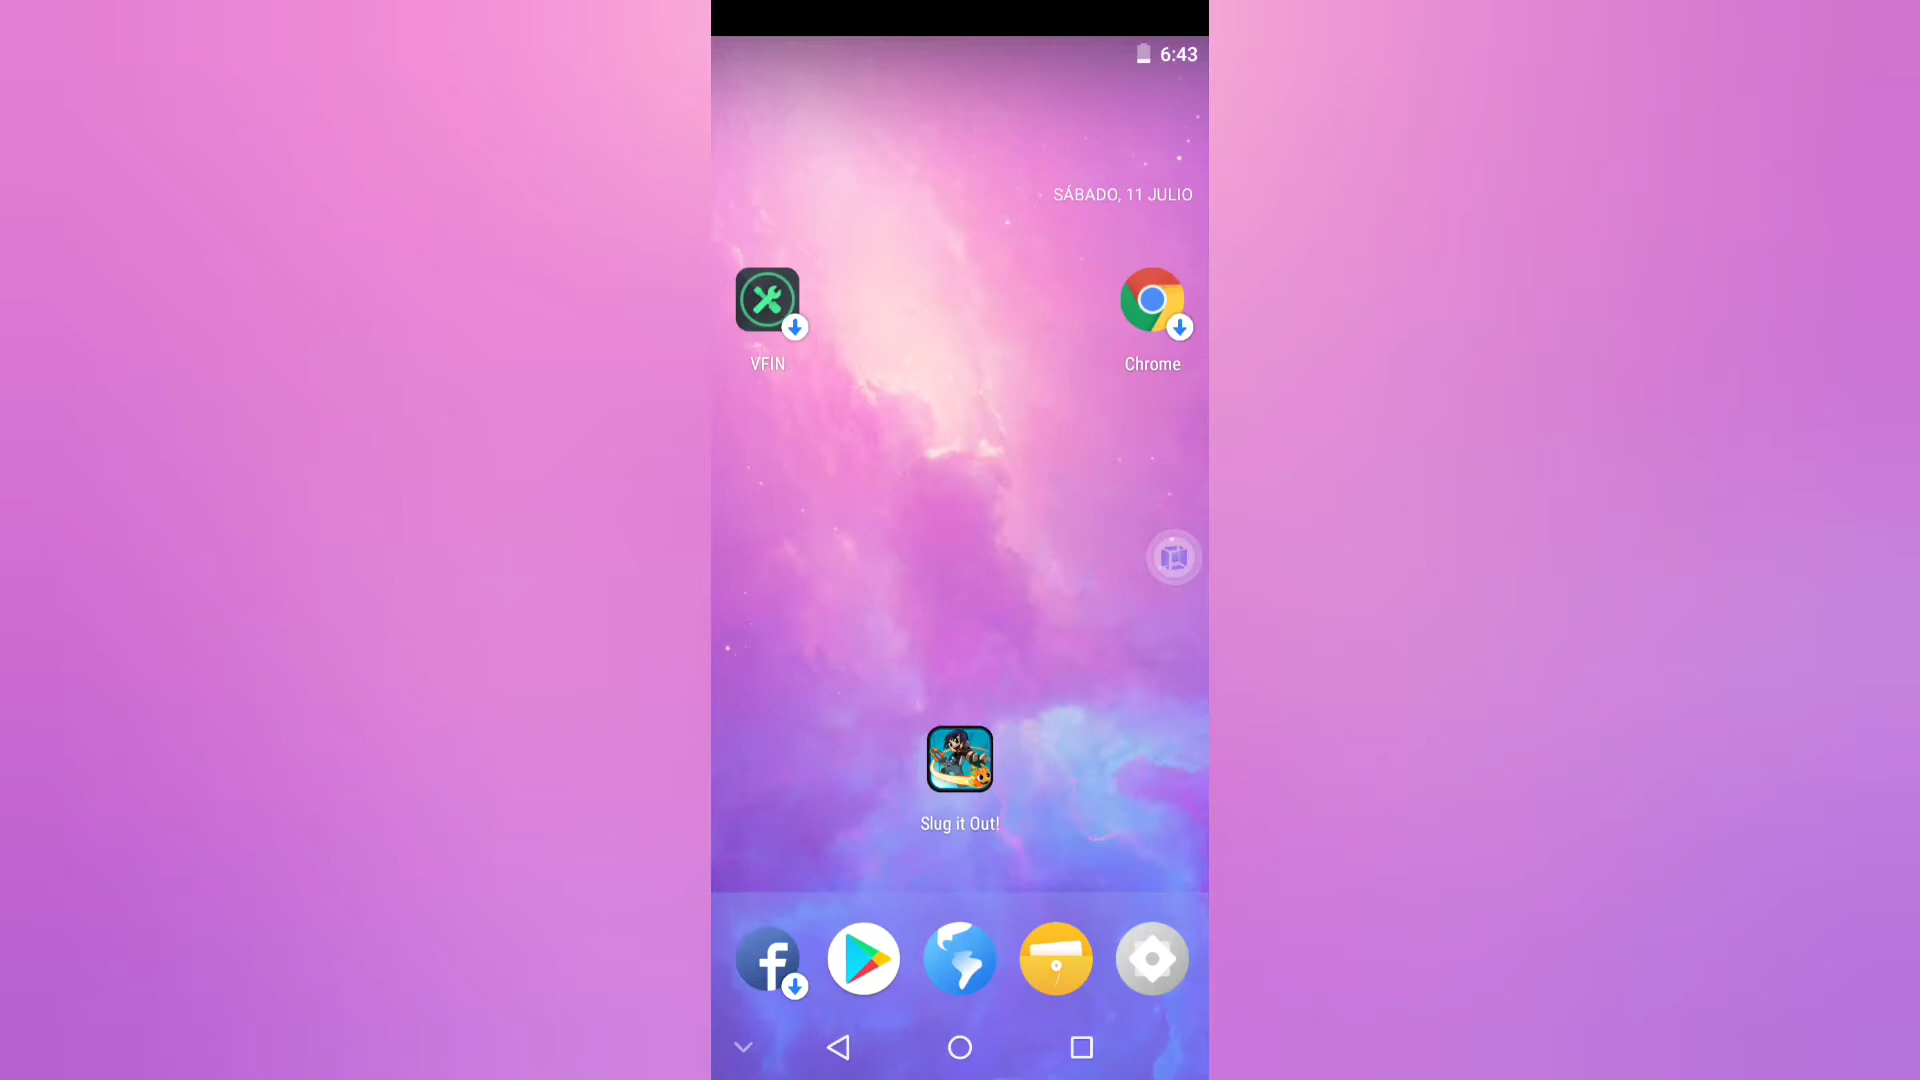 6:43
SÁBADO, 11 JULIO
VFIN
Chrome
Slug it Out!